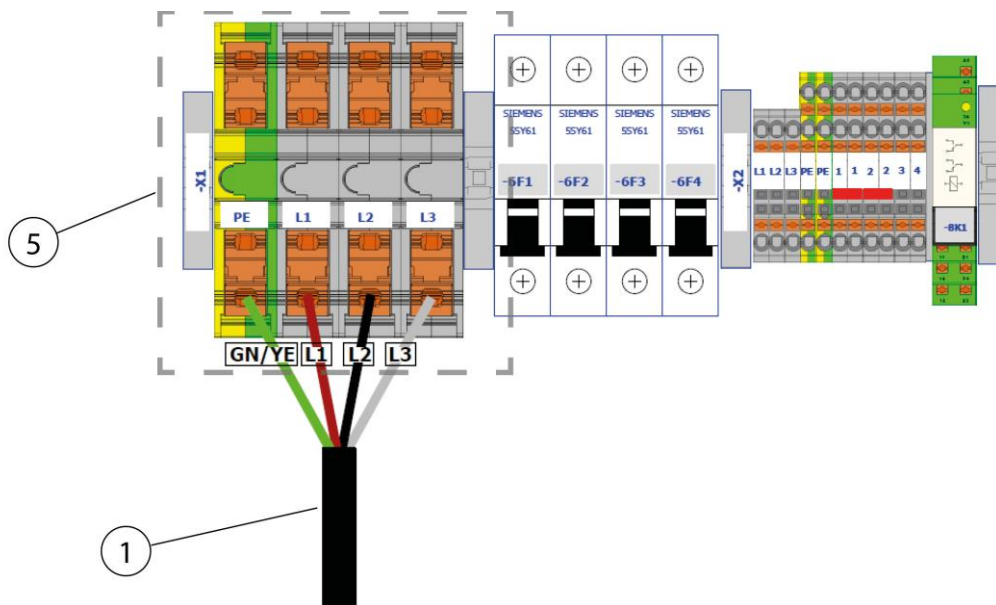 5
-X1
PE L1 L2 L3
GN/YE L1 L2 L3
1
SIEMENS 5SY61
SIEMENS 5SY61
SIEMENS 5SY61
SIEMENS 5SY61
-6F1 -6F2 -6F3 -6F4
-X2
L1 L2 L3 PE PE 1 1 2 2 3 4
-8K1